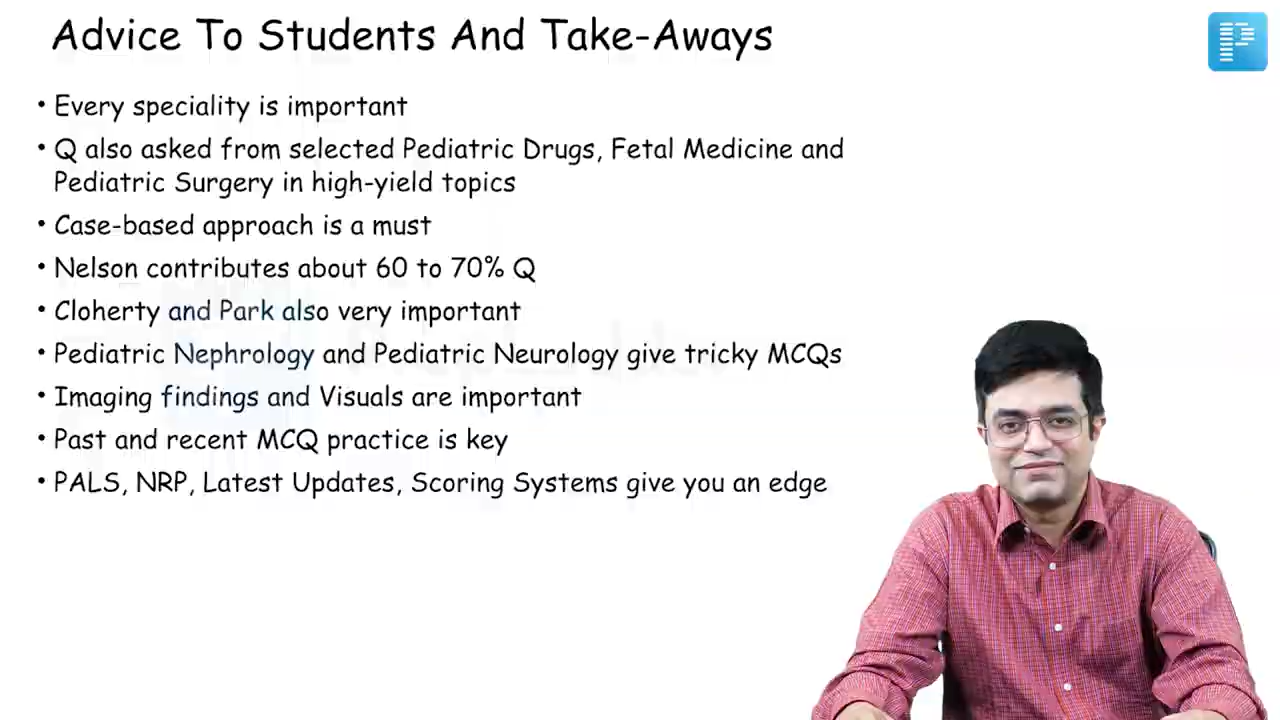 Advice To Students And Take-Aways
• Every speciality is important
• Q also asked from selected Pediatric Drugs, Fetal Medicine and
Pediatric Surgery in high-yield topics
• Case-based approach is a must
• Nelson contributes about 60 to 70% Q
• Cloherty and Park also very important
• Pediatric Nephrology and Pediatric Neurology give tricky MCQs
• Imaging findings and Visuals are important
• Past and recent MCQ practice is key
• PALS, NRP, Latest Updates, Scoring Systems give you an edge